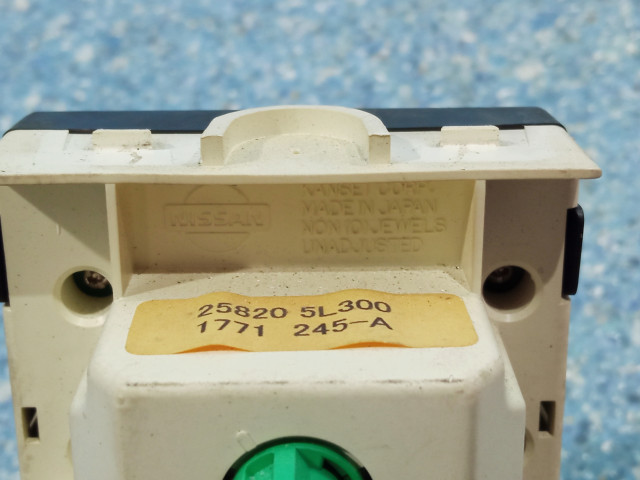 NISSAN
KANSEI CORP.
MADE IN JAPAN
NON(0)JEWELS
UNADJUSTED
25820 5L300
1771 245-A